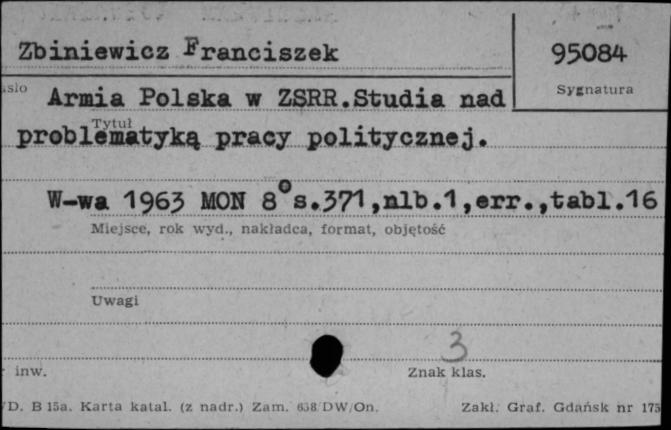 Zbiniewicz Franciszek
95084
Sygnatura
Armia Polska w ZSRR.Studia nad
Tytuł
problematyką pracy politycznej.
W-wa 1963 MON 8° s.371,nlb.1,err.,tabl.16
Miejsce, rok wyd., nakładca, format, objętość
Uwagi
3
inw.
Znak klas.
D. B 15a. Karta katal. (z nadr.) Zam. 638/DW/On.
Zakł. Graf. Gdańsk nr 175